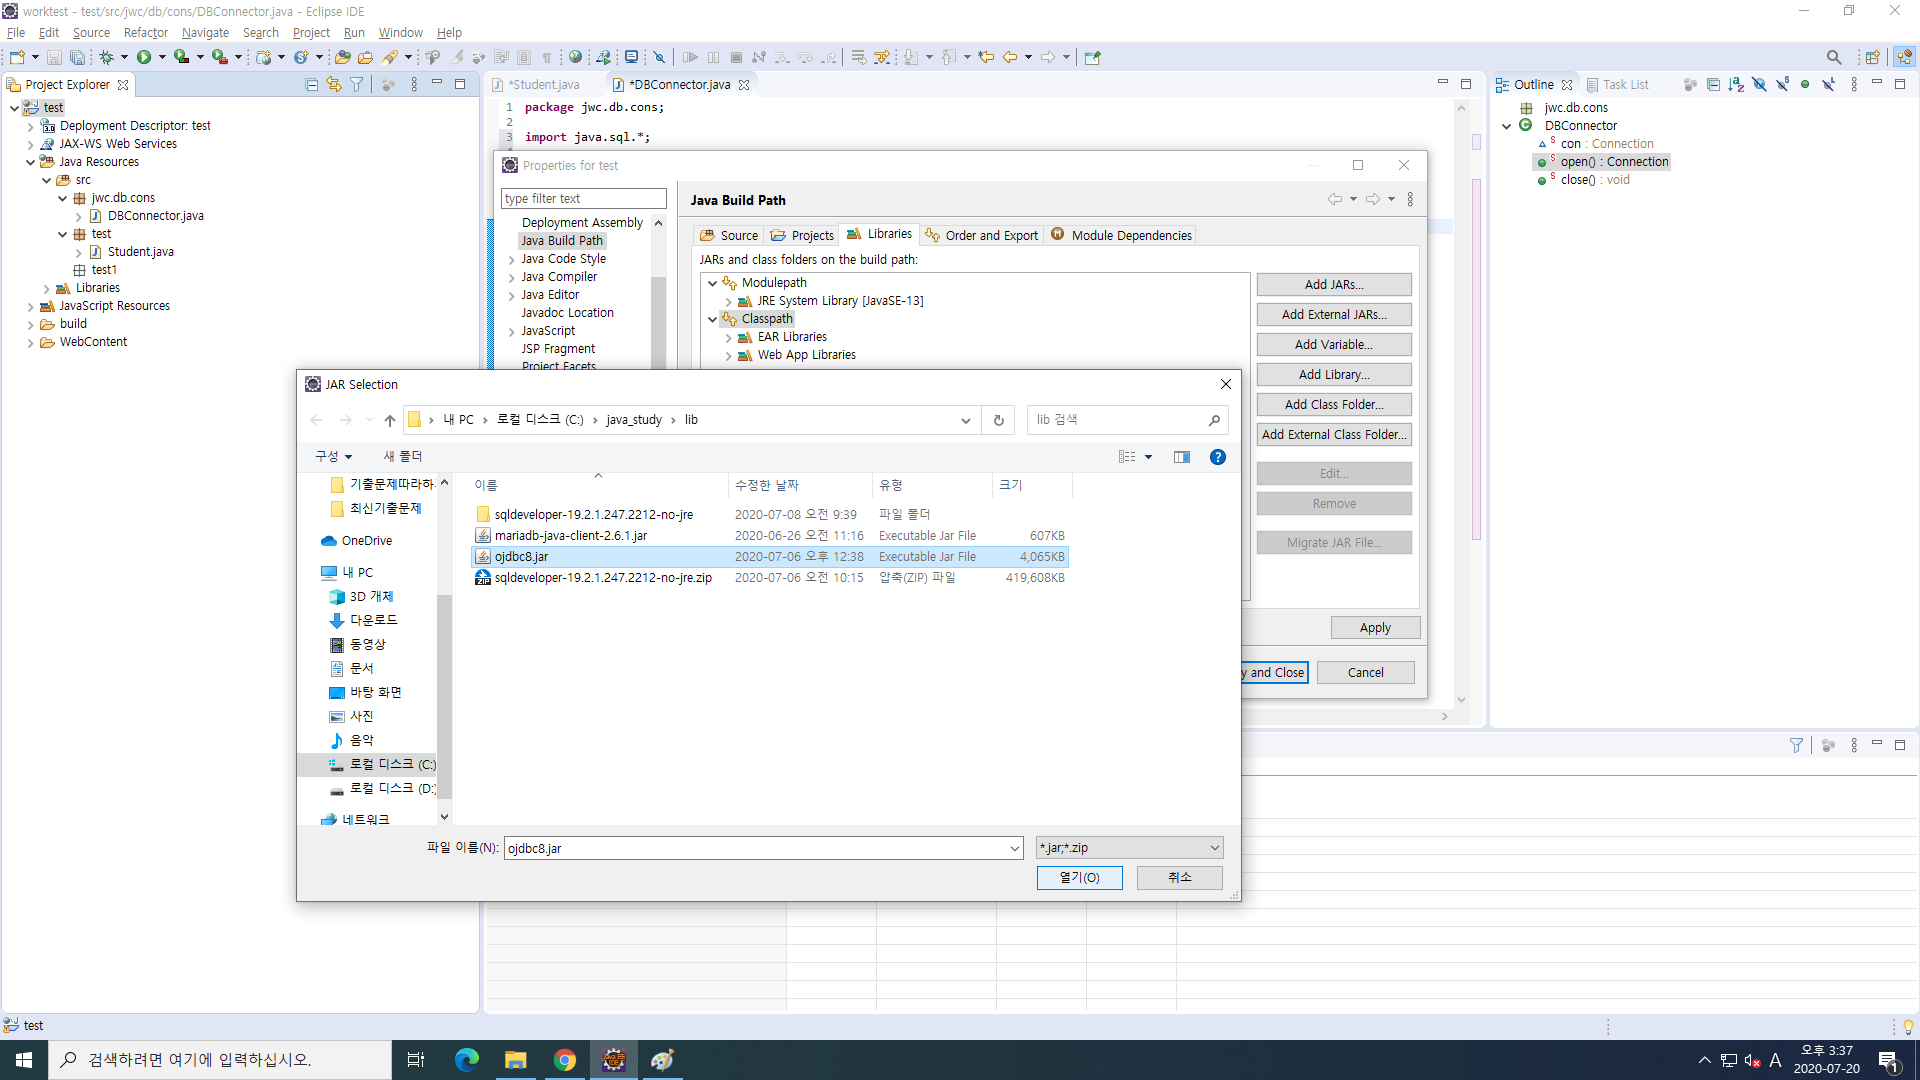 worktest - test/src/jwc/db/cons/DBConnector.java - Eclipse IDE
File Edit Source Refactor Navigate Search Project Run Window Help
Project Explorer
test
Deployment Descriptor: test
JAX-WS Web Services
Java Resources
src
jwc.db.cons
DBConnector.java
test
Student.java
test1
Libraries
JavaScript Resources
build
WebContent
*Student.java
*DBConnector.java
1 package jwc.db.cons;
2
3 import java.sql.*;
Outline
Task List
jwc.db.cons
DBConnector
con : Connection
open() : Connection
close() : void
Properties for test
type filter text
Deployment Assembly
Java Build Path
Java Code Style
Java Compiler
Java Editor
Javadoc Location
JavaScript
JSP Fragment
Project Facets
Java Build Path
Source
Projects
Libraries
Order and Export
Module Dependencies
JARs and class folders on the build path:
Modulepath
JRE System Library [JavaSE-13]
Classpath
EAR Libraries
Web App Libraries
Add JARs...
Add External JARs...
Add Variable...
Add Library...
Add Class Folder...
Add External Class Folder...
Edit...
Remove
Migrate JAR File...
Apply
y and Close
Cancel
JAR Selection
내 PC > 로컬 디스크 (C:) > java_study > lib
lib 검색
구성
새 폴더
기출문제따라하
최신기출문제
OneDrive
내 PC
3D 개체
다운로드
동영상
문서
바탕 화면
사진
음악
로컬 디스크 (C:)
로컬 디스크 (D:)
네트워크
이름 수정한 날짜 유형 크기
sqldeveloper-19.2.1.247.2212-no-jre 2020-07-08 오전 9:39 파일 폴더
mariadb-java-client-2.6.1.jar 2020-06-26 오전 11:16 Executable Jar File 607KB
ojdbc8.jar 2020-07-06 오후 12:38 Executable Jar File 4,065KB
sqldeveloper-19.2.1.247.2212-no-jre.zip 2020-07-06 오전 10:15 압축(ZIP) 파일 419,608KB
파일 이름(N): ojdbc8.jar
*.jar;*.zip
열기(O)
취소
test
검색하려면 여기에 입력하십시오.
A
오후 3:37
2020-07-20
1